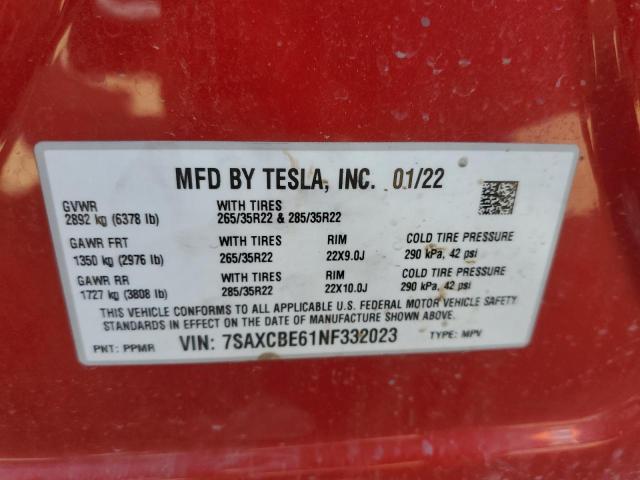 MFD BY TESLA, INC. 01/22
GVWR WITH TIRES
2892 kg (6378 lb) 265/35R22 & 285/35R22
GAWR FRT WITH TIRES RIM COLD TIRE PRESSURE
1350 kg (2976 lb) 265/35R22 22X9.0J 290 kPa, 42 psi
GAWR RR WITH TIRES RIM COLD TIRE PRESSURE
1727 kg (3808 lb) 285/35R22 22X10.0J 290 kPa, 42 psi
THIS VEHICLE CONFORMS TO ALL APPLICABLE U.S. FEDERAL MOTOR VEHICLE SAFETY
STANDARDS IN EFFECT ON THE DATE OF MANUFACTURE SHOWN ABOVE.
PNT: PPMR VIN: 7SAXCBE61NF332023 TYPE: MPV